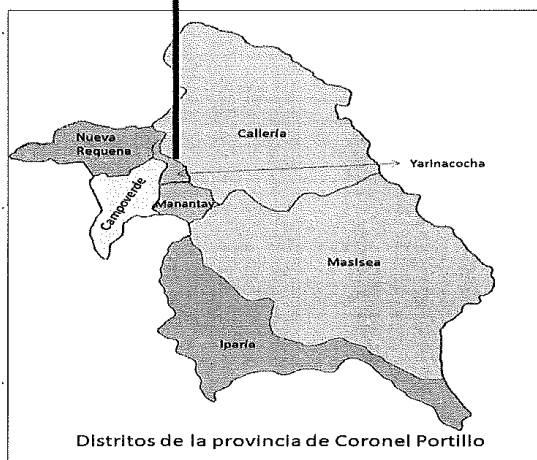 Callería
Nueva
Requena
Yarinacocha
Campoverde
Manantay
Masisea
Iparía
Distritos de la provincia de Coronel Portillo